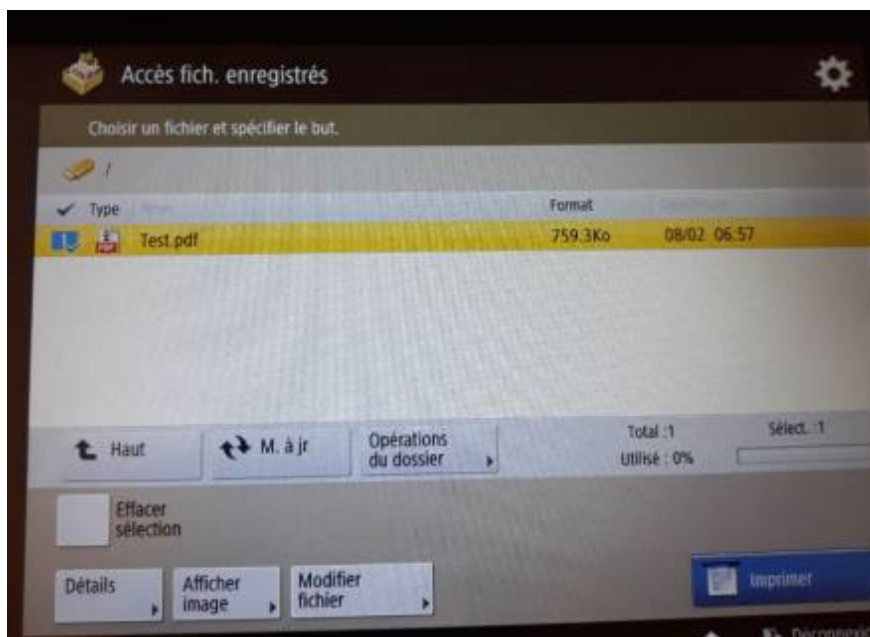 Accès fich. enregistrés
Choisir un fichier et spécifier le but.
/
Type
Format
1
PDF
Test.pdf
759.3Ko
08/02 06:57
Haut
M. à jr
Opérations
du dossier
Total :1
Sélect. :1
Utilisé : 0%
Effacer
sélection
Détails
Afficher
image
Modifier
fichier
Imprimer